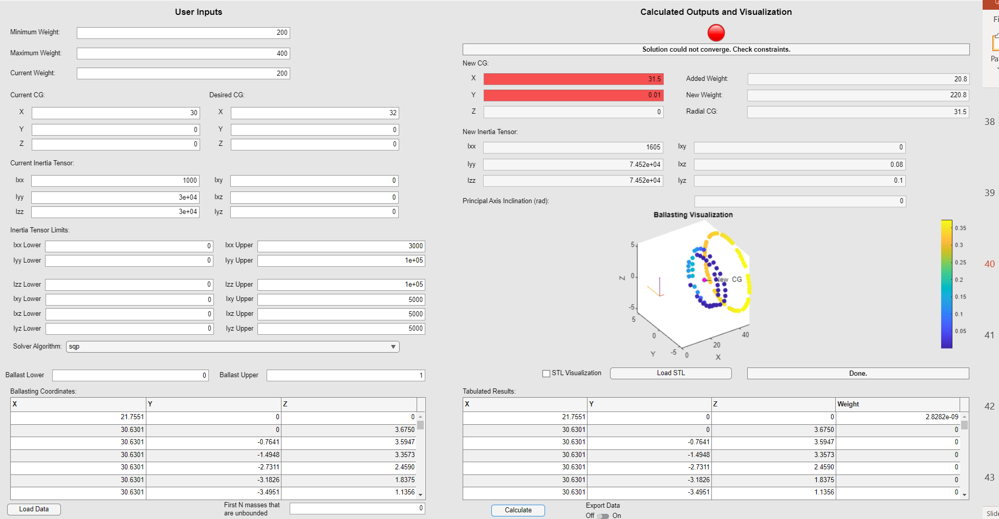 User Inputs
Minimum Weight: 200
Maximum Weight: 400
Current Weight: 200
Current CG: Desired CG:
X 30 X 32
Y 0 Y 0
Z 0 Z 0
Current Inertia Tensor:
Ixx 1000 Ixy 0
Iyy 3e+04 Ixz 0
Izz 3e+04 Iyz 0
Inertia Tensor Limits:
Ixx Lower 0 Ixx Upper 3000
Iyy Lower 0 Iyy Upper 1e+05
Izz Lower 0 Izz Upper 1e+05
Ixy Lower 0 Ixy Upper 5000
Ixz Lower 0 Ixz Upper 5000
Iyz Lower 0 Iyz Upper 5000
Solver Algorithm: sqp
Ballast Lower 0 Ballast Upper 1
Ballasting Coordinates:
X Y Z
21.7551 0 0
30.6301 0 3.6750
30.6301 -0.7641 3.5947
30.6301 -1.4948 3.3573
30.6301 -2.7311 2.4590
30.6301 -3.1826 1.8375
30.6301 -3.4951 1.1356
Load Data
First N masses that
are unbounded 0
Calculated Outputs and Visualization
Solution could not converge. Check constraints.
New CG:
X 31.5 Added Weight: 20.8
Y 0.01 New Weight: 220.8
Z 0 Radial CG: 31.5
New Inertia Tensor:
Ixx 1605 Ixy 0
Iyy 7.452e+04 Ixz 0.08
Izz 7.452e+04 Iyz 0.1
Principal Axis Inclination (rad): 0
Ballasting Visualization
5
0
-5
Z
New CG
5
0
-5
Y
0
20
40
X
0.35
0.3
0.25
0.2
0.15
0.1
0.05
STL Visualization Load STL Done.
Tabulated Results:
X Y Z Weight
21.7551 0 0 2.8282e-09
30.6301 0 3.6750 0
30.6301 -0.7641 3.5947 0
30.6301 -1.4948 3.3573 0
30.6301 -2.7311 2.4590 0
30.6301 -3.1826 1.8375 0
30.6301 -3.4951 1.1356 0
Calculate
Export Data
Off On
Fi
Pas
38
39
40
41
42
43
Slide